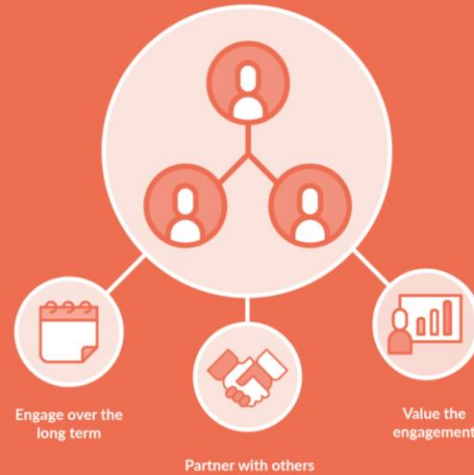 Engage over the
long term
Partner with others
Value the
engagement